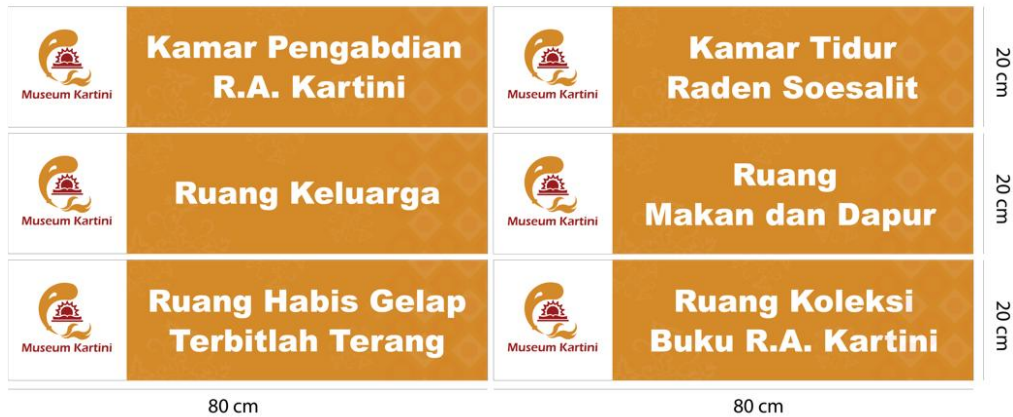 Museum Kartini
Kamar Pengabdian
R.A. Kartini
Museum Kartini
Kamar Tidur
Raden Soesalit
20 cm
Museum Kartini
Ruang Keluarga
Museum Kartini
Ruang
Makan dan Dapur
20 cm
Museum Kartini
Ruang Habis Gelap
Terbitlah Terang
Museum Kartini
Ruang Koleksi
Buku R.A. Kartini
20 cm
80 cm
80 cm